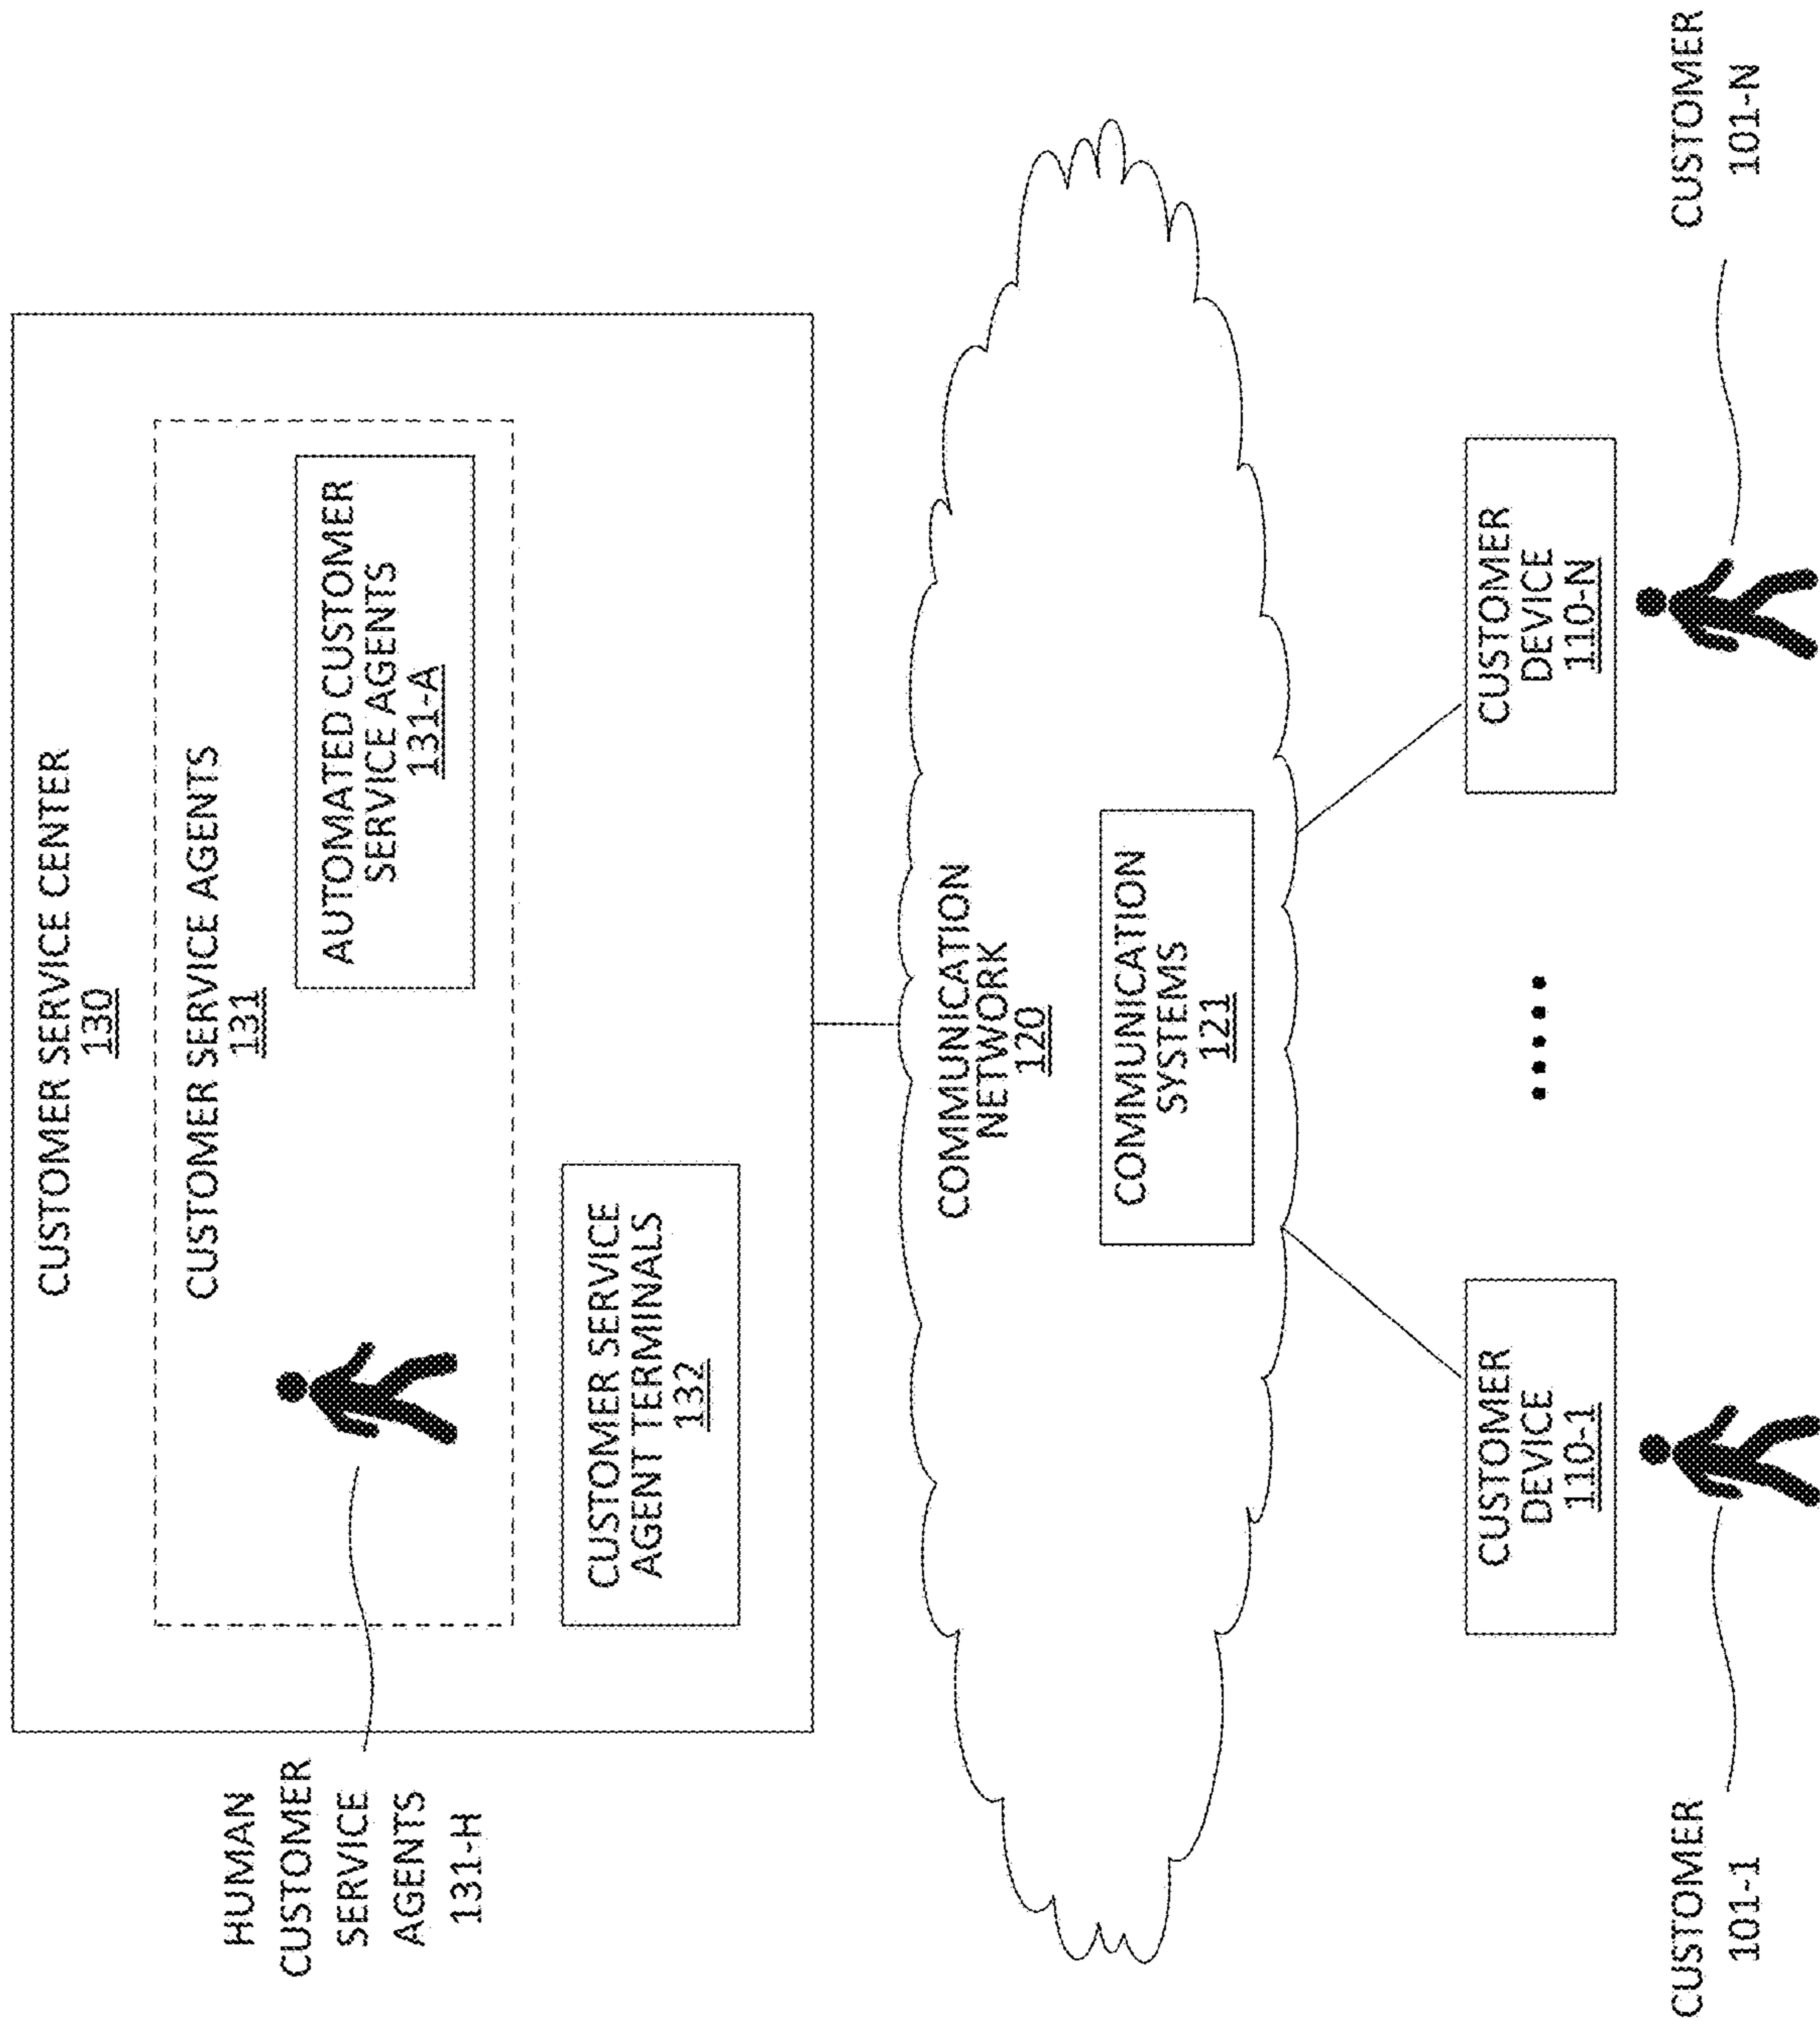 CUSTOMER SERVICE CENTER
130
CUSTOMER SERVICE AGENTS
131
HUMAN
CUSTOMER
SERVICE
AGENTS
131-H
AUTOMATED CUSTOMER
SERVICE AGENTS
131-A
CUSTOMER SERVICE
AGENT TERMINALS
132
COMMUNICATION
NETWORK
120
COMMUNICATION
SYSTEMS
121
CUSTOMER
DEVICE
110-1
CUSTOMER
DEVICE
110-N
CUSTOMER
101-1
CUSTOMER
101-N